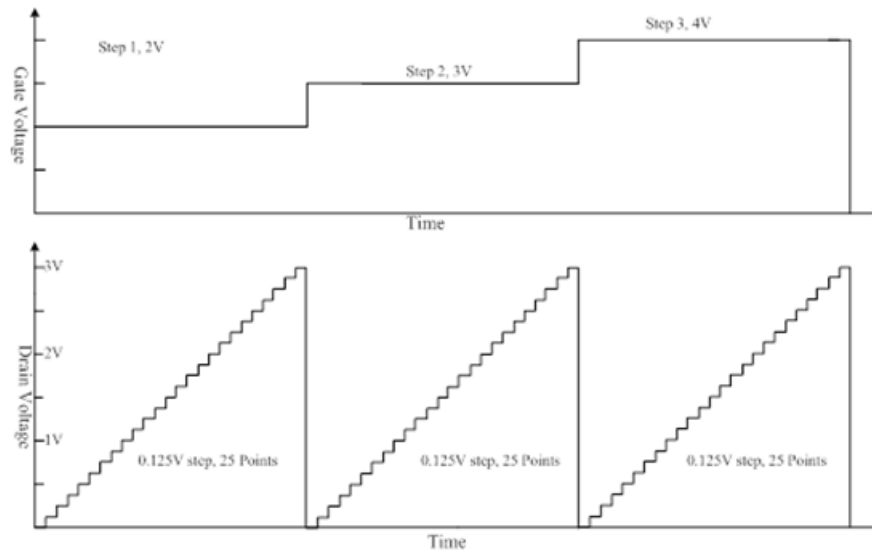 Step 3, 4V
Step 1, 2V
Step 2, 3V
Gate Voltage
Time
3V
2V
1V
Drain Voltage
0.125V step, 25 Points
0.125V step, 25 Points
0.125V step, 25 Points
Time